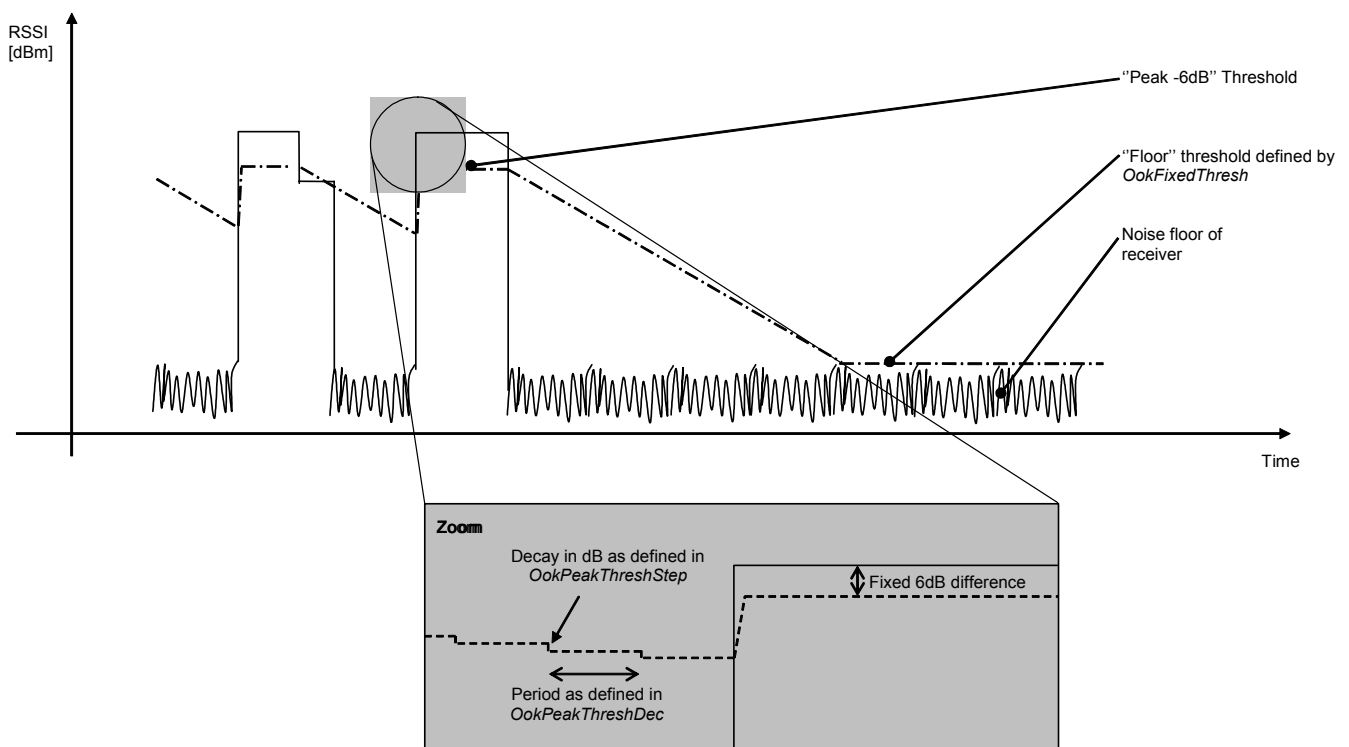 RSSI
[dBm]
‘’Peak -6dB’’ Threshold
‘’Floor’’ threshold defined by
OokFixedThresh
Noise floor of
receiver
Time
Zoom
Decay in dB as defined in
OokPeakThreshStep
Fixed 6dB difference
Period as defined in
OokPeakThreshDec